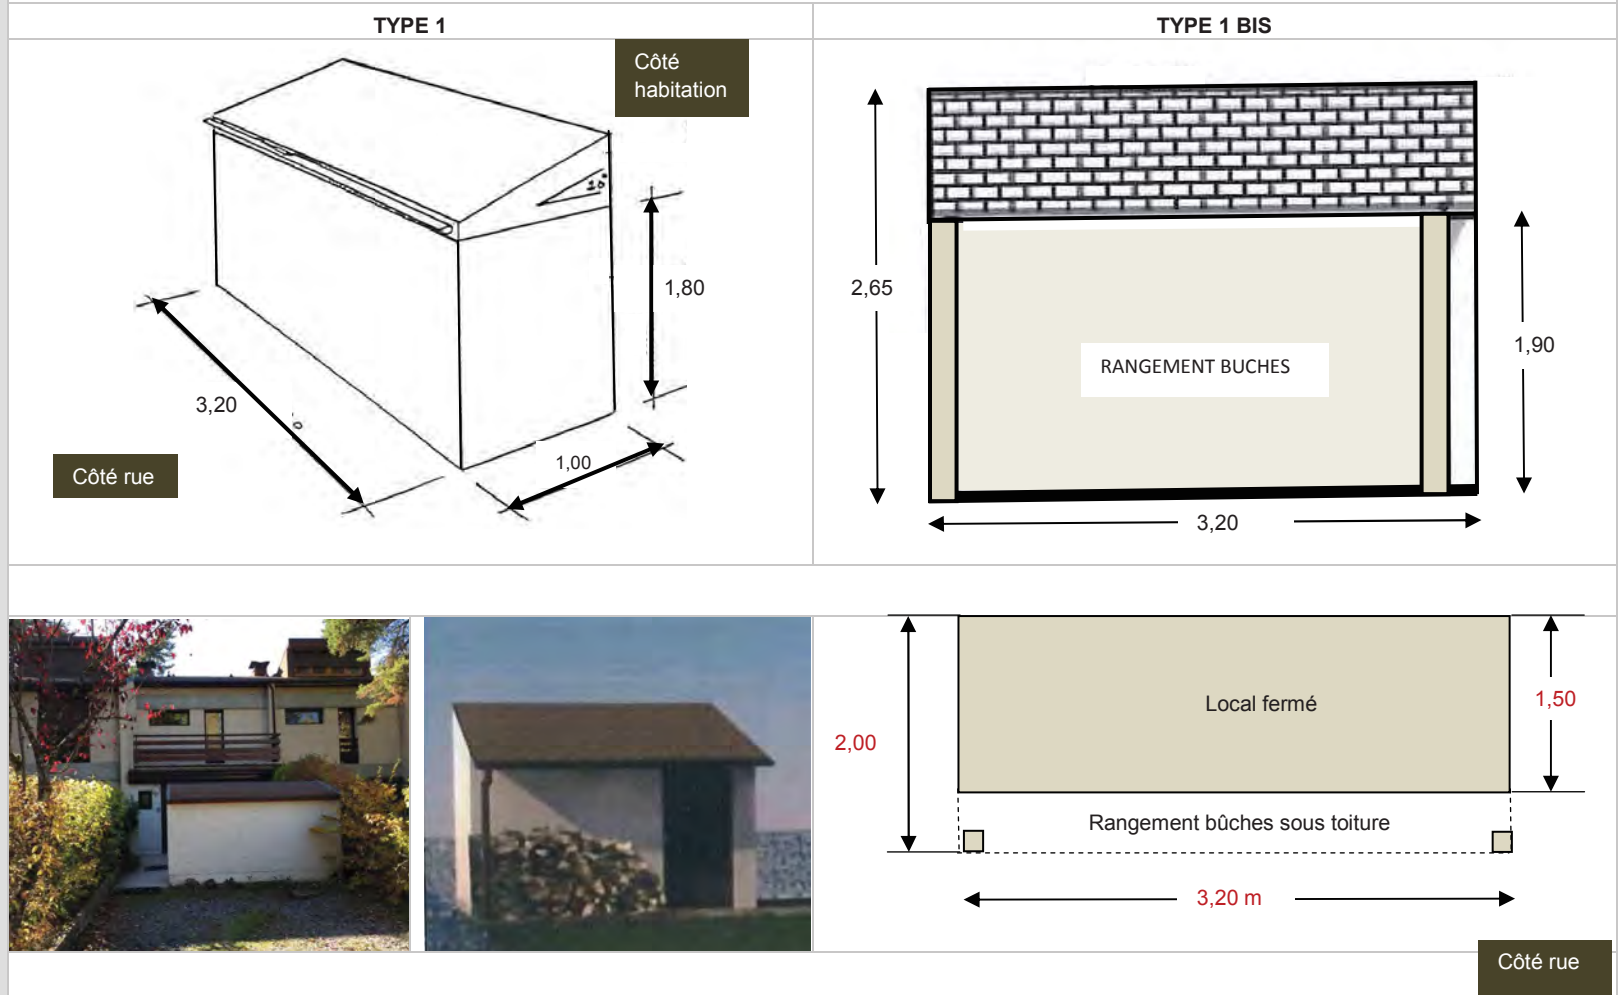 TYPE 1
TYPE 1 BIS
Côté
habitation
1,80
3,20
1,00
Côté rue
2,65
RANGEMENT BUCHES
1,90
3,20
Local fermé
1,50
2,00
Rangement bûches sous toiture
3,20 m
Côté rue